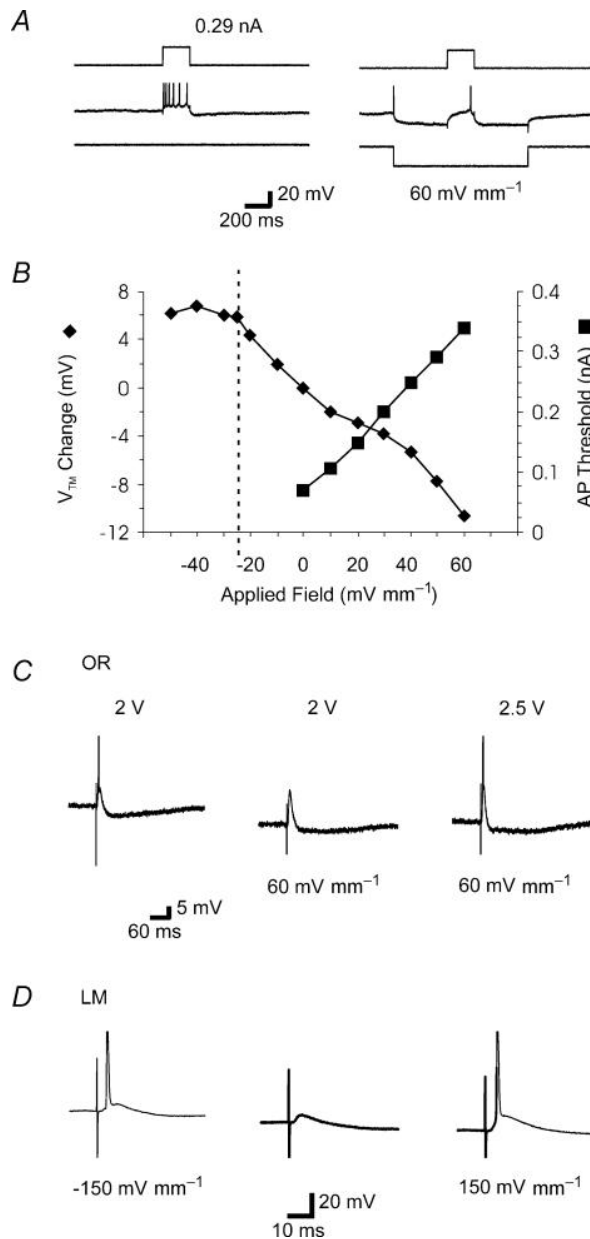 A
0.29 nA
20 mV
200 ms
60 mV mm⁻¹
B
8
4
0
-4
-8
-12
V_TM Change (mV)
0.4
0.3
0.2
0.1
0
AP Threshold (nA)
-40 -20 0 20 40 60
Applied Field (mV mm⁻¹)
C OR
2 V 2 V 2.5 V
60 mV mm⁻¹ 60 mV mm⁻¹
5 mV
60 ms
D LM
-150 mV mm⁻¹ 150 mV mm⁻¹
20 mV
10 ms